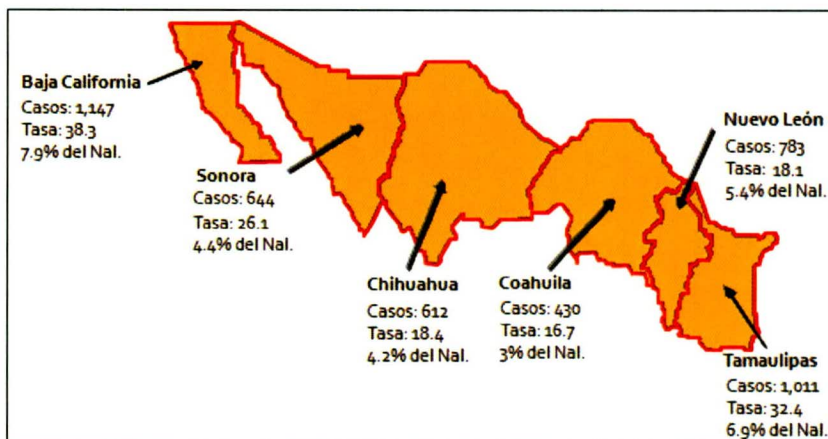 Baja California
Casos: 1,147
Tasa: 38.3
7.9% del Nal.
Sonora
Casos: 644
Tasa: 26.1
4.4% del Nal.
Chihuahua
Casos: 612
Tasa: 18.4
4.2% del Nal.
Coahuila
Casos: 430
Tasa: 16.7
3% del Nal.
Nuevo León
Casos: 783
Tasa: 18.1
5.4% del Nal.
Tamaulipas
Casos: 1,011
Tasa: 32.4
6.9% del Nal.